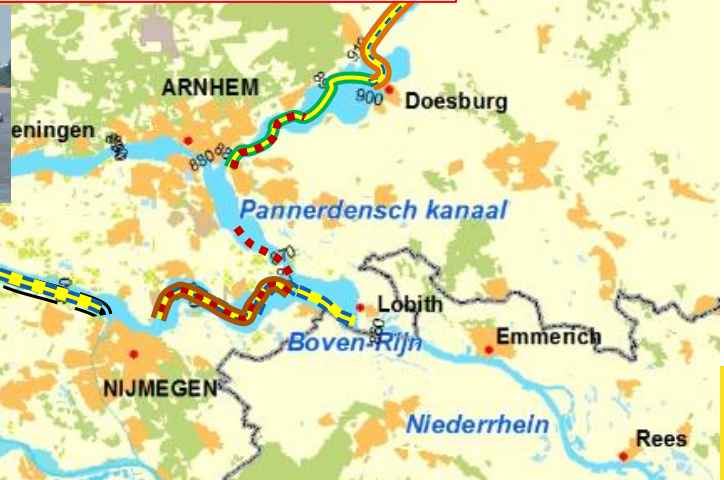 ARNHEM
900
Doesburg
eningen
880
Pannerdensch kanaal
Lobith
Boven-Rijn
Emmerich
NIJMEGEN
Niederrhein
Rees